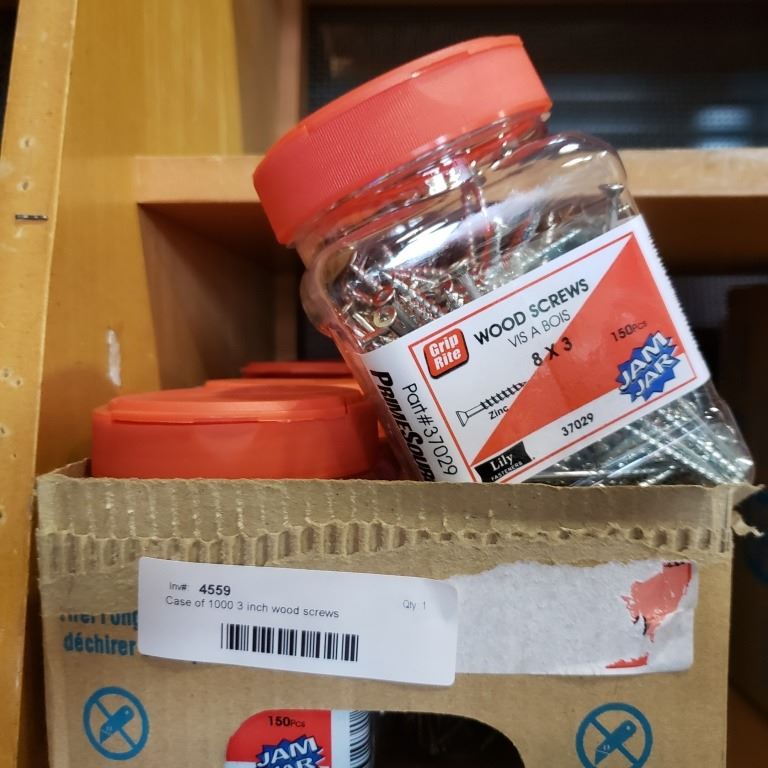 Grip
Rite
WOOD SCREWS
VIS A BOIS
8 X 3
150PCS
JAM
JAR
Zinc
37029
Lily
FASTENERS
Part#37029
Inv#: 4559
Case of 1000 3 inch wood screws
Qty 1
déchirer
150Pcs
JAM
JAR